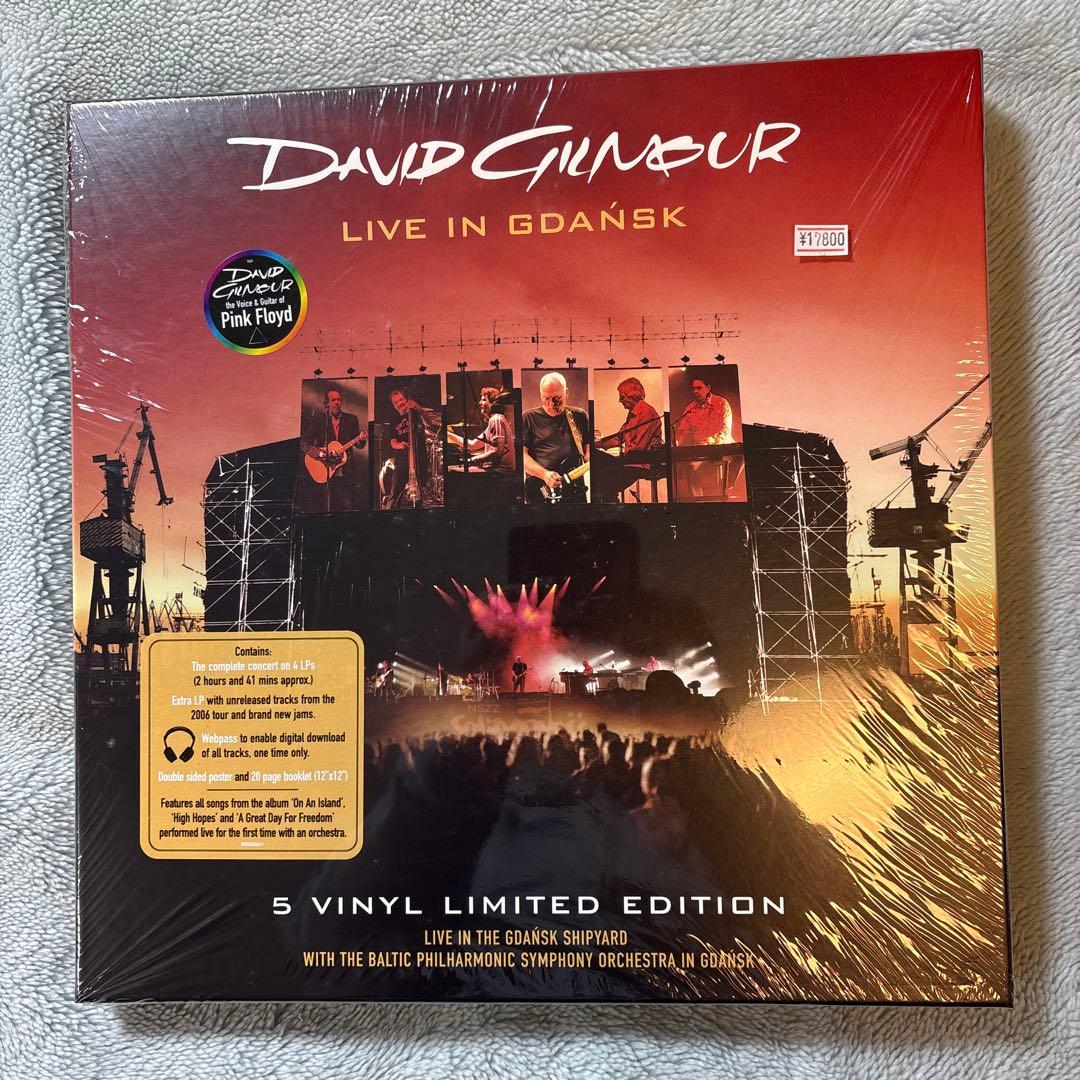 DAVID GILMOUR
LIVE IN GDAŃSK
¥17800
DAVID
GILMOUR
the Voice & Guitar of
Pink Floyd
Contains:
The complete concert on 4 LPs
(2 hours and 41 mins approx.)
Extra LP with unreleased tracks from the
2006 tour and brand new jams.
Webpass to enable digital download
of all tracks, one time only.
Double sided poster and 20 page booklet (12"x12")
Features all songs from the album 'On An Island',
'High Hopes' and 'A Great Day For Freedom'
performed live for the first time with an orchestra.
NSZZ
5 VINYL LIMITED EDITION
LIVE IN THE GDAŃSK SHIPYARD
WITH THE BALTIC PHILHARMONIC SYMPHONY ORCHESTRA IN GDAŃSK